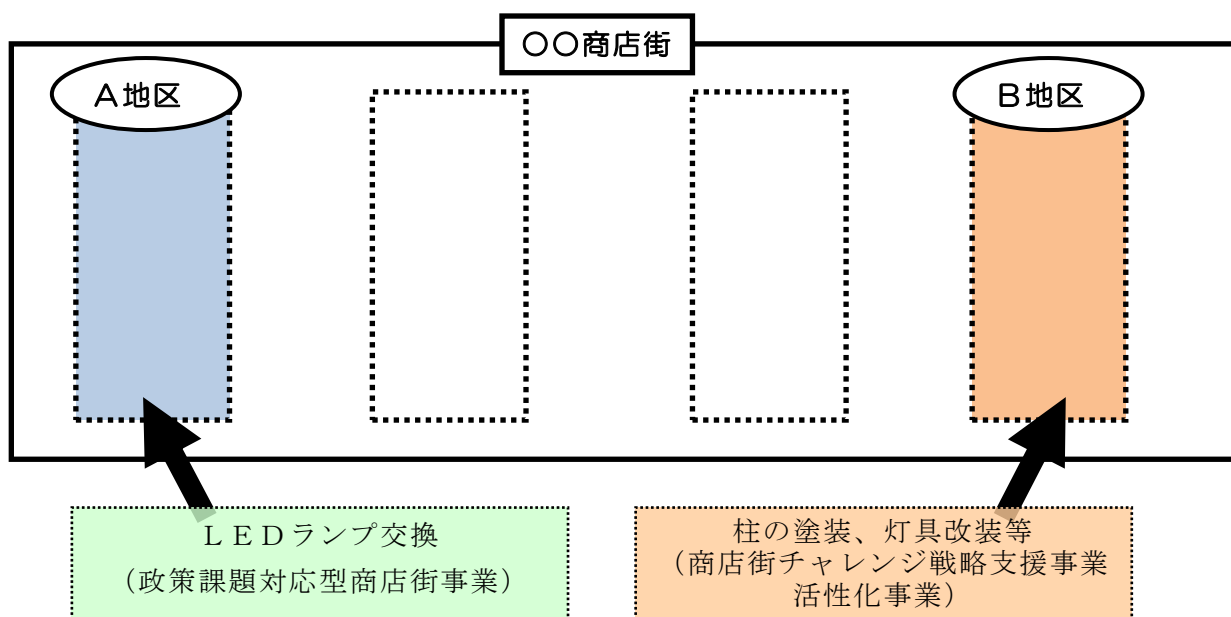 〇〇商店街
A地区
B地区
ＬＥＤランプ交換
（政策課題対応型商店街事業）
柱の塗装、灯具改装等
（商店街チャレンジ戦略支援事業
活性化事業）